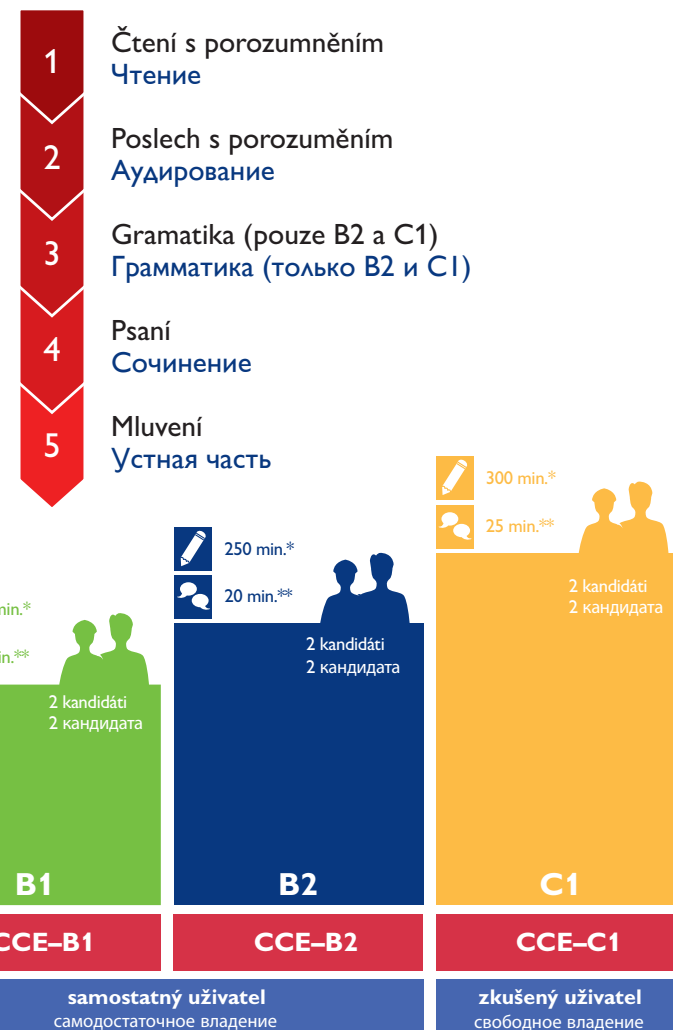 1
Čtení s porozumněním
Чтение
2
Poslech s porozuměním
Аудирование
3
Gramatika (pouze B2 a C1)
Грамматика (только B2 и C1)
4
Psaní
Сочинение
5
Mluvení
Устная часть
min.*
min.**
2 kandidáti
2 кандидата
B1
CCE–B1
250 min.*
20 min.**
2 kandidáti
2 кандидата
B2
CCE–B2
300 min.*
25 min.**
2 kandidáti
2 кандидата
C1
CCE–C1
samostatný uživatel
самодостаточное владение
zkušený uživatel
свободное владение